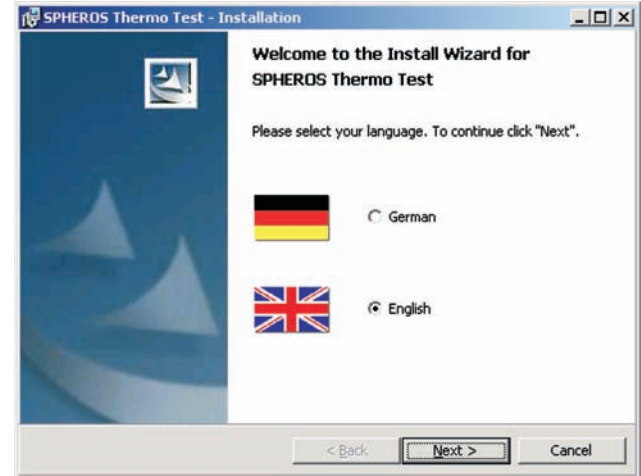 SPHEROS Thermo Test - Installation
Welcome to the Install Wizard for
SPHEROS Thermo Test
Please select your language. To continue click "Next".
German
English
< Back
Next >
Cancel